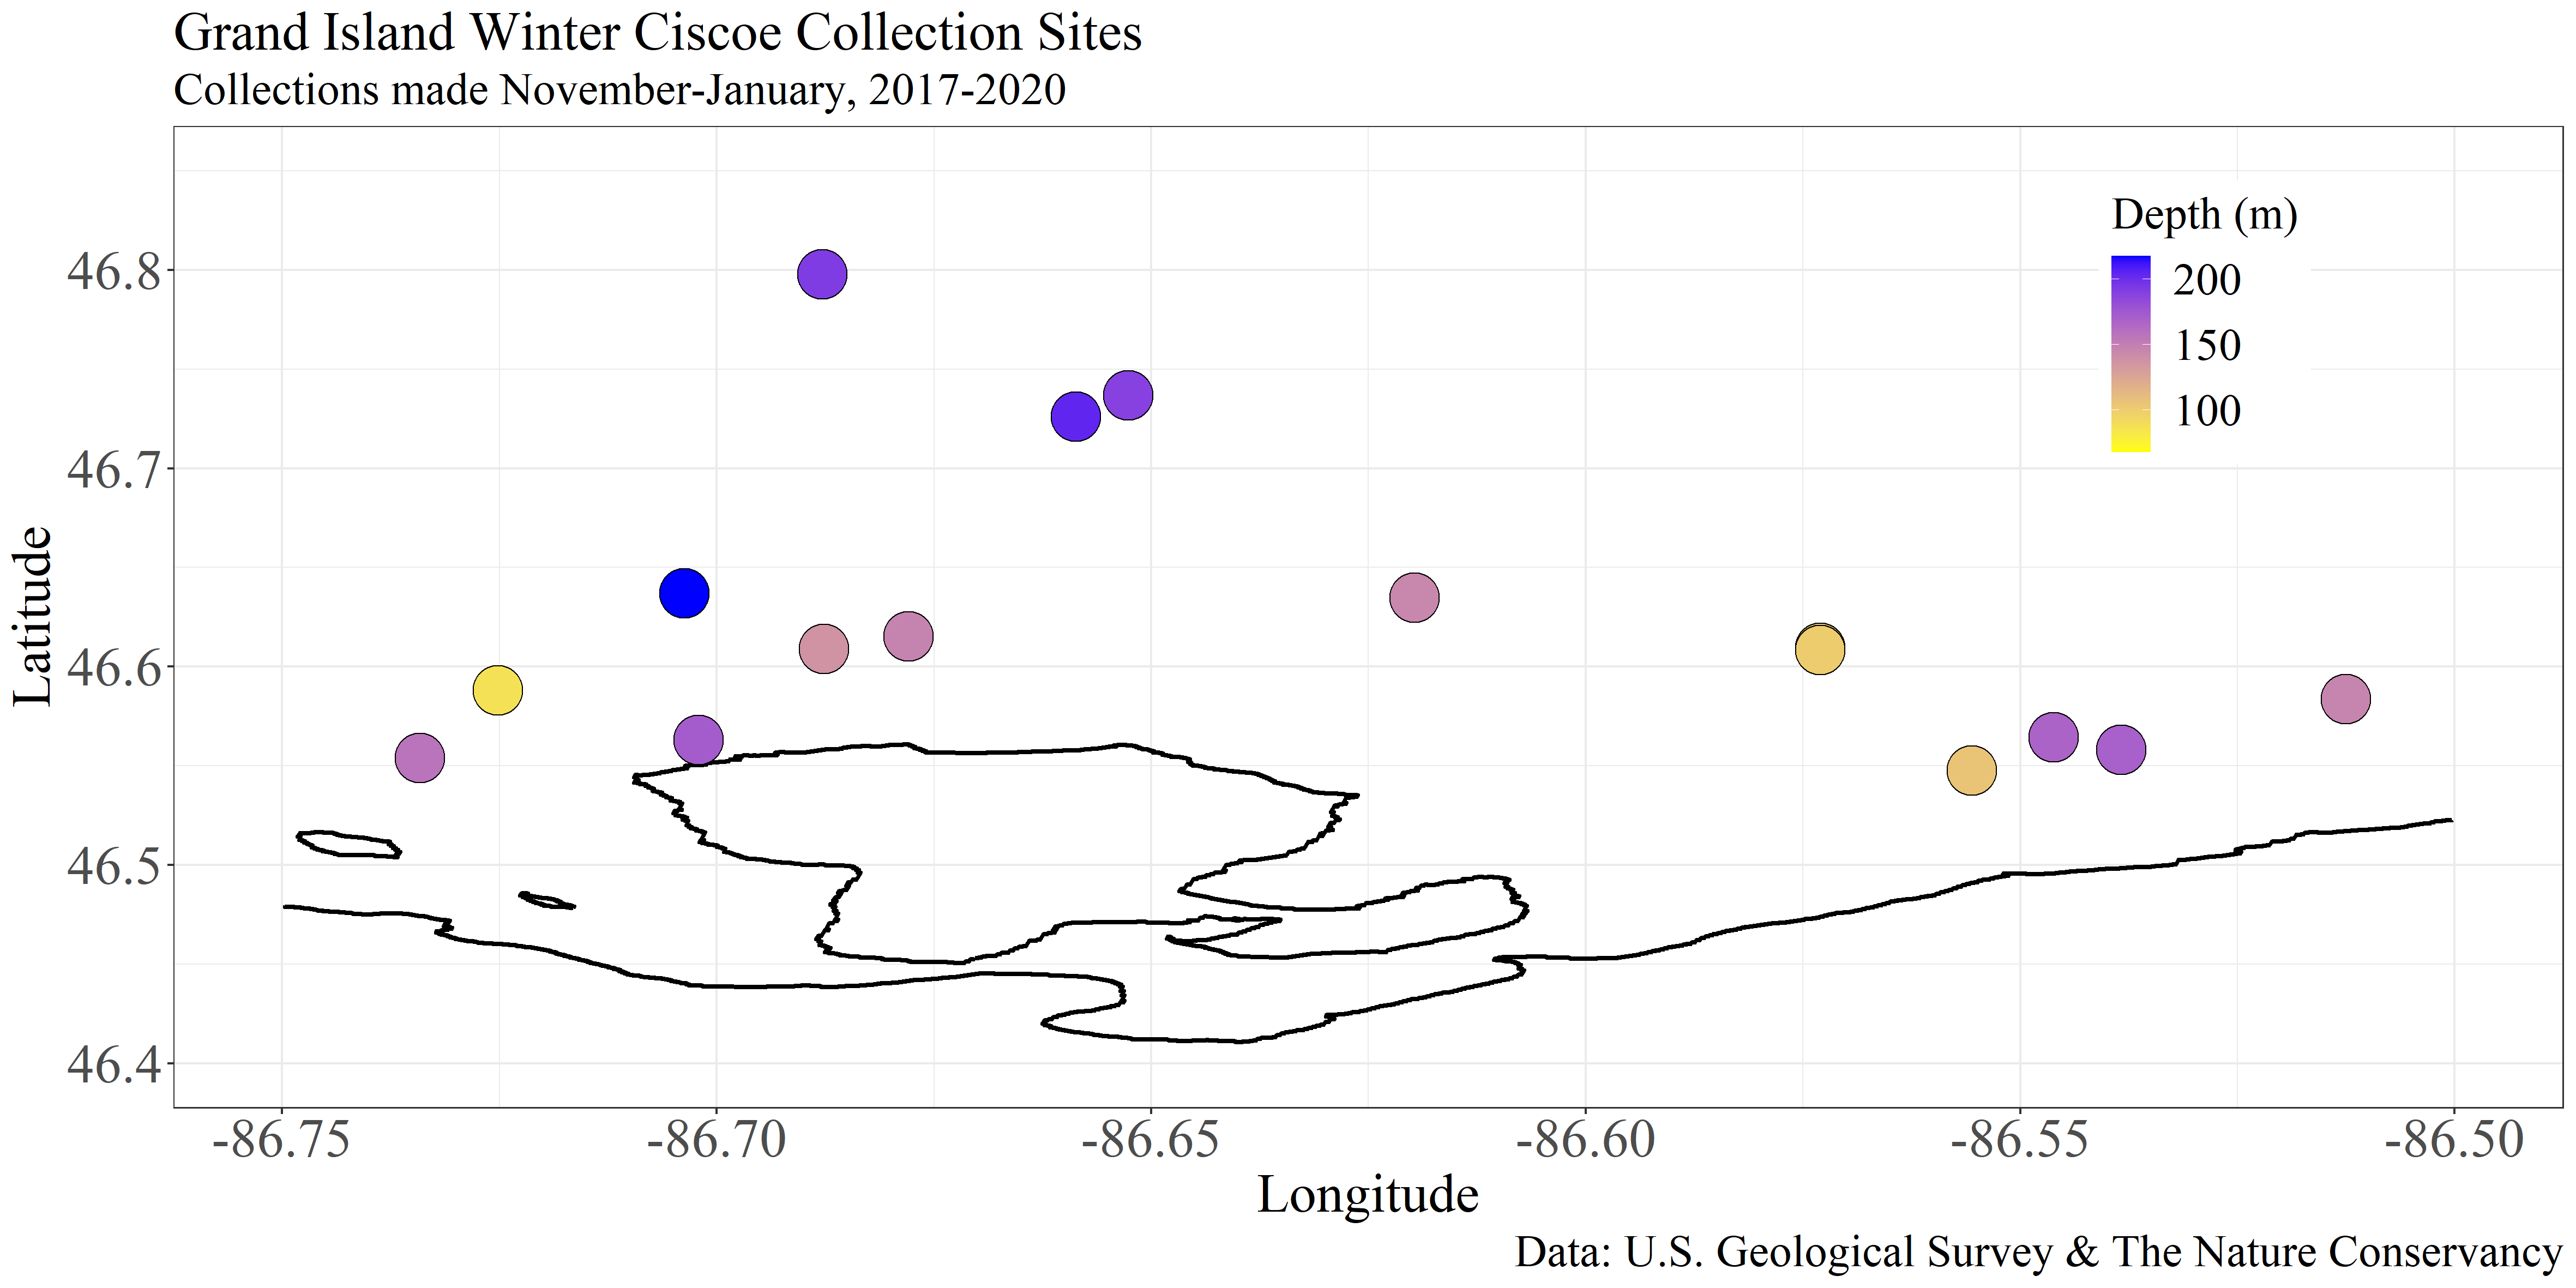 Grand Island Winter Ciscoe Collection Sites
Collections made November-January, 2017-2020
Depth (m)
200
150
100
46.8
46.7
46.6
46.5
46.4
Latitude
-86.75 -86.70 -86.65 -86.60 -86.55 -86.50
Longitude
Data: U.S. Geological Survey & The Nature Conservancy